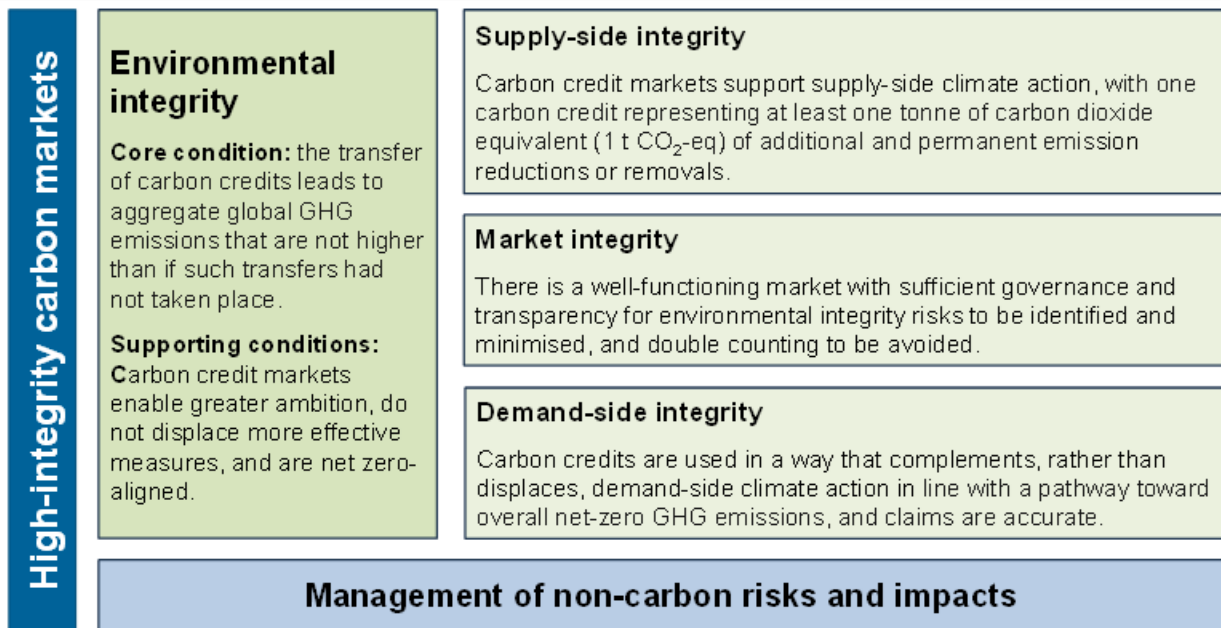 High-integrity carbon markets
Environmental
integrity
Core condition: the transfer
of carbon credits leads to
aggregate global GHG
emissions that are not higher
than if such transfers had
not taken place.
Supporting conditions:
Carbon credit markets
enable greater ambition, do
not displace more effective
measures, and are net zero-
aligned.
Supply-side integrity
Carbon credit markets support supply-side climate action, with one
carbon credit representing at least one tonne of carbon dioxide
equivalent (1 t CO₂-eq) of additional and permanent emission
reductions or removals.
Market integrity
There is a well-functioning market with sufficient governance and
transparency for environmental integrity risks to be identified and
minimised, and double counting to be avoided.
Demand-side integrity
Carbon credits are used in a way that complements, rather than
displaces, demand-side climate action in line with a pathway toward
overall net-zero GHG emissions, and claims are accurate.
Management of non-carbon risks and impacts